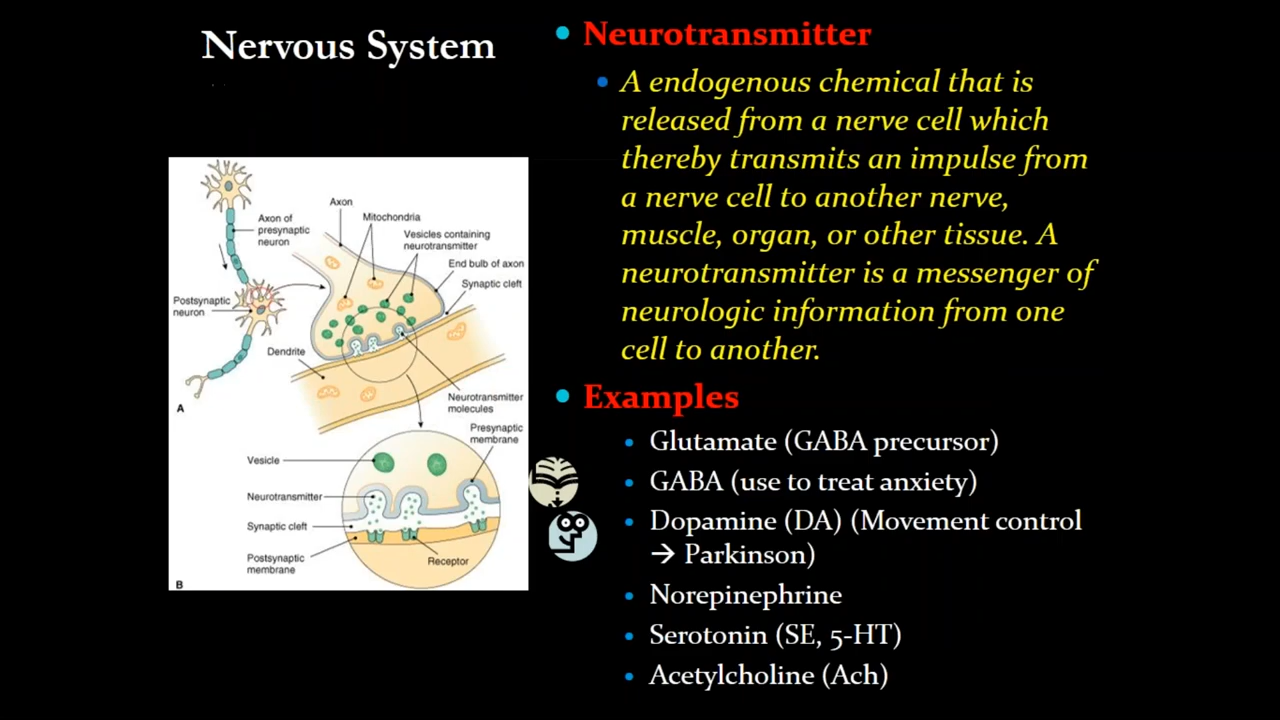 Nervous System
Neurotransmitter
A endogenous chemical that is
released from a nerve cell which
thereby transmits an impulse from
a nerve cell to another nerve,
muscle, organ, or other tissue. A
neurotransmitter is a messenger of
neurologic information from one
cell to another.
Examples
Glutamate (GABA precursor)
GABA (use to treat anxiety)
Dopamine (DA) (Movement control
→ Parkinson)
Norepinephrine
Serotonin (SE, 5-HT)
Acetylcholine (Ach)
Axon of
presynaptic
neuron
Axon
Mitochondria
Vesicles containing
neurotransmitter
End bulb of axon
Synaptic cleft
Postsynaptic
neuron
Dendrite
Neurotransmitter
molecules
A
Presynaptic
membrane
Vesicle
Neurotransmitter
Synaptic cleft
Postsynaptic
membrane
Receptor
B